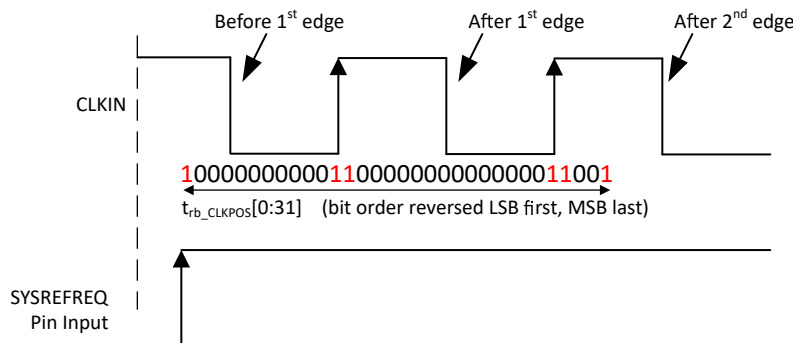 Before 1st edge
After 1st edge
After 2nd edge
CLKIN
10000000000110000000000000011001
trb_CLKPOS[0:31] (bit order reversed LSB first, MSB last)
SYSREFREQ
Pin Input